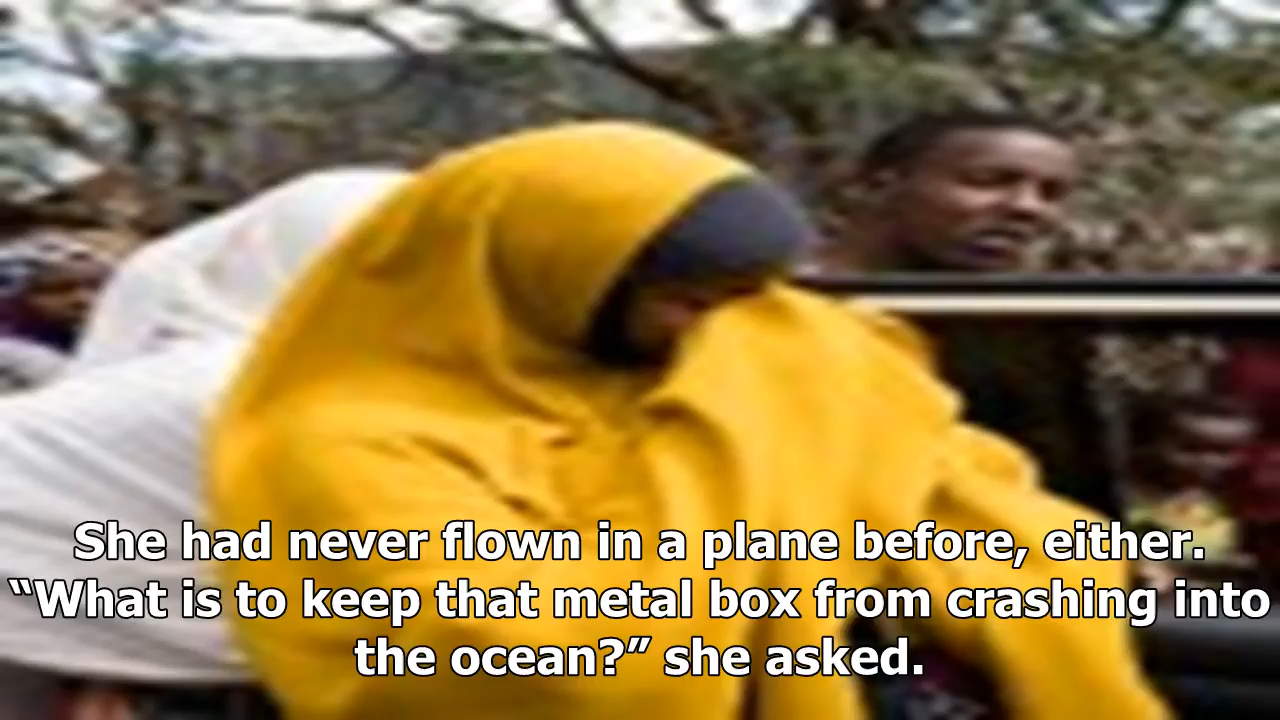 She had never flown in a plane before, either.
“What is to keep that metal box from crashing into
the ocean?” she asked.